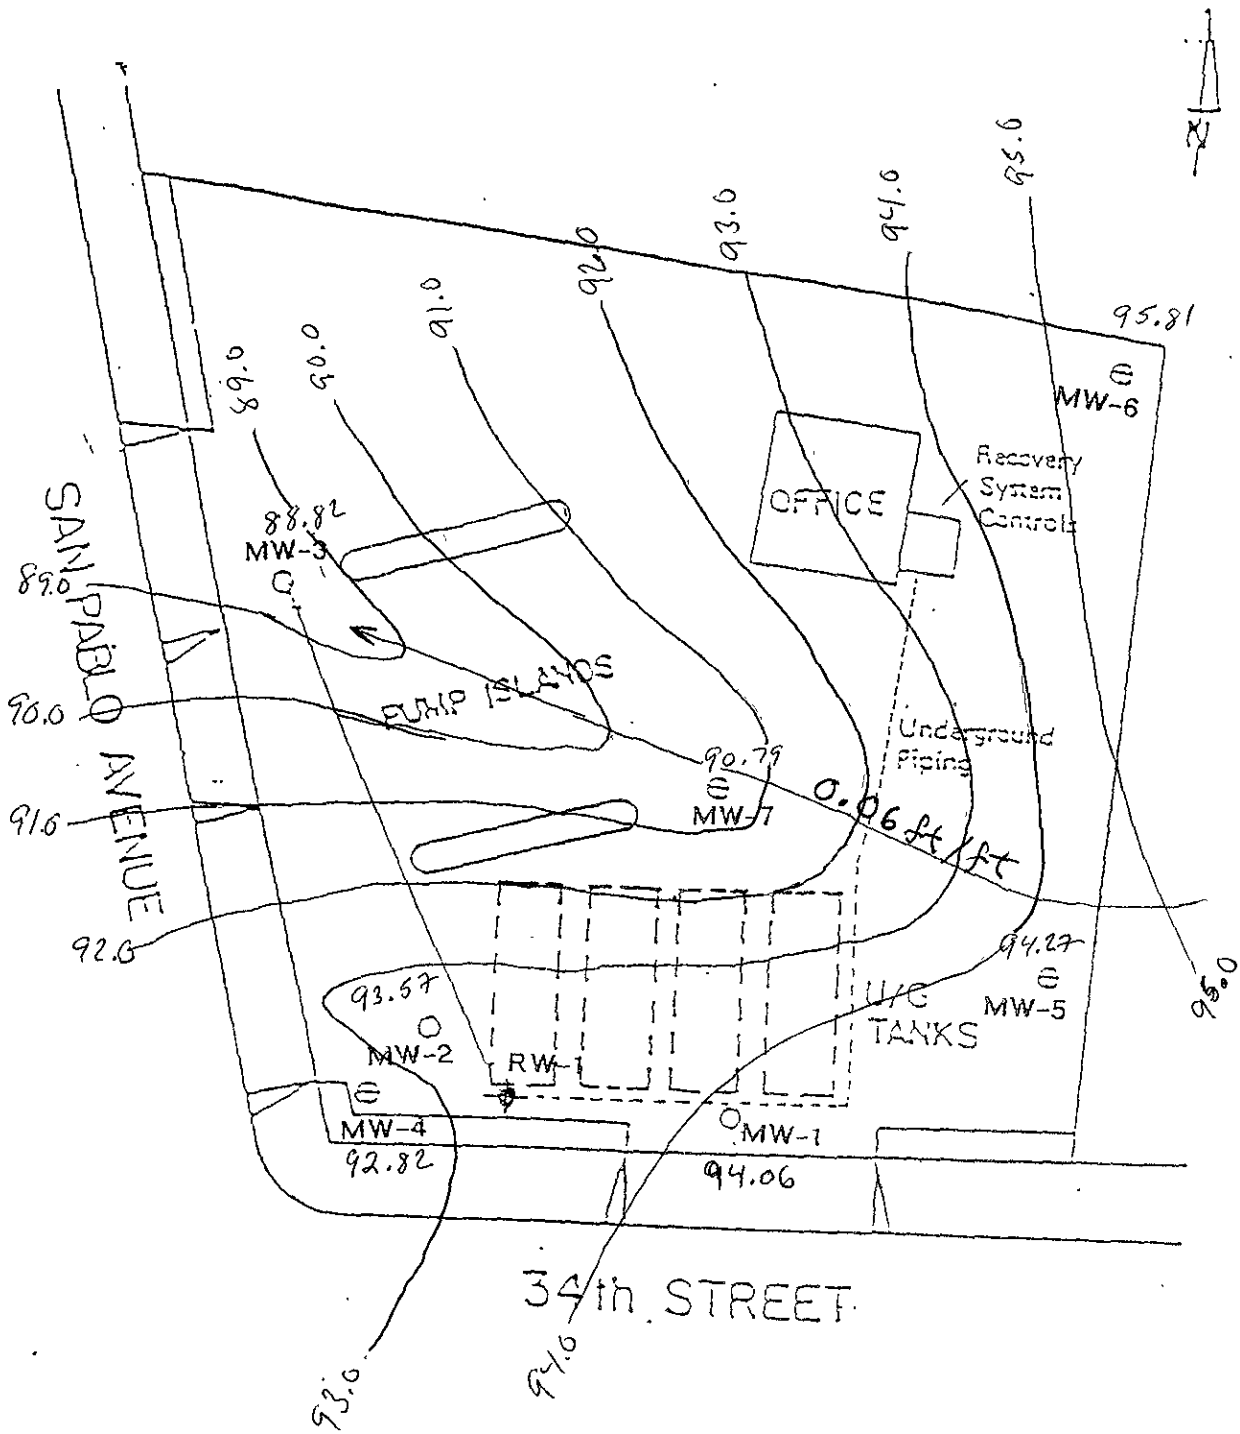 N
95.0
94.0
93.0
92.0
91.0
90.0
89.0
95.81
MW-6
Recovery
System
Controls
OFFICE
88.82
MW-3
SAN PABLO AVENUE
89.0
PUMP ISLANDS
90.0
Underground
Piping
90.79
MW-7
0.06 ft/ft
91.0
92.0
94.27
MW-5
95.0
93.57
MW-2
U/G
TANKS
RW-1
MW-4
92.82
MW-1
94.06
34th STREET
93.0
94.0